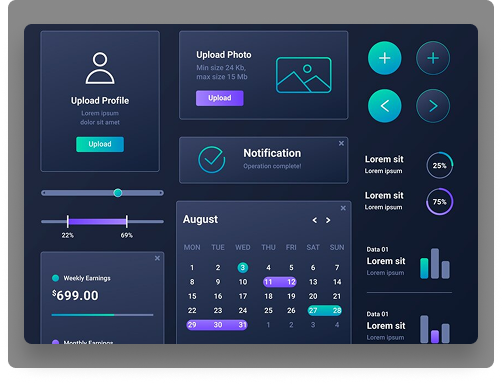 Upload Profile
Lorem ipsum
dolor sit amet
Upload
Upload Photo
Min size 24 Kb,
max size 15 Mb
Upload
Notification
Operation complete!
22%
69%
Weekly Earnings
$699.00
Monthly Earnings
August
MON TUE WED THU FRI SAT SUN
1 2 3 4 5 6 7
8 9 10 11 12 13 14
15 16 17 18 19 20 21
22 23 24 25 26 27 28
29 30 31 1 2 3 4
Lorem sit
Lorem ipsum
25%
Lorem sit
Lorem ipsum
75%
Data 01
Lorem sit
Lorem ipsum
Data 01
Lorem sit
Lorem ipsum